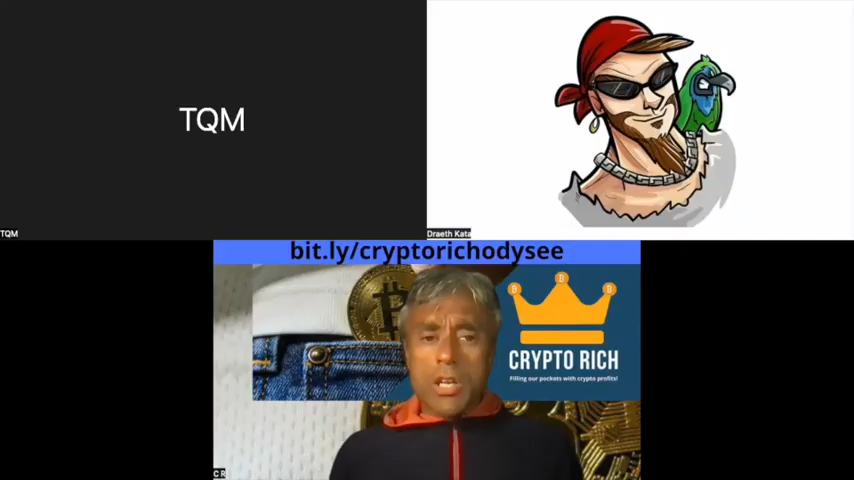 TQM
TQM
Draeth Kata
bit.ly/cryptorichodysee
CRYPTO RICH
Filling our pockets with crypto profits!
C R